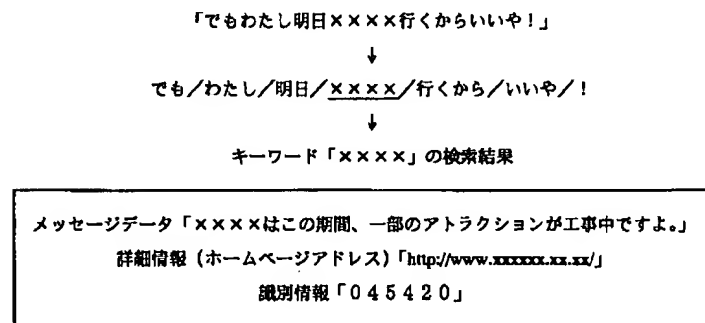 「でもわたし明日××××行くからいいや！」
↓
でも／わたし／明日／××××／行くから／いいや／！
↓
キーワード「××××」の検索結果
メッセージデータ「××××はこの期間、一部のアトラクションが工事中ですよ。」
詳細情報（ホームページアドレス）「http://www.xxxxxx.xx.xx/」
識別情報「０４５４２０」